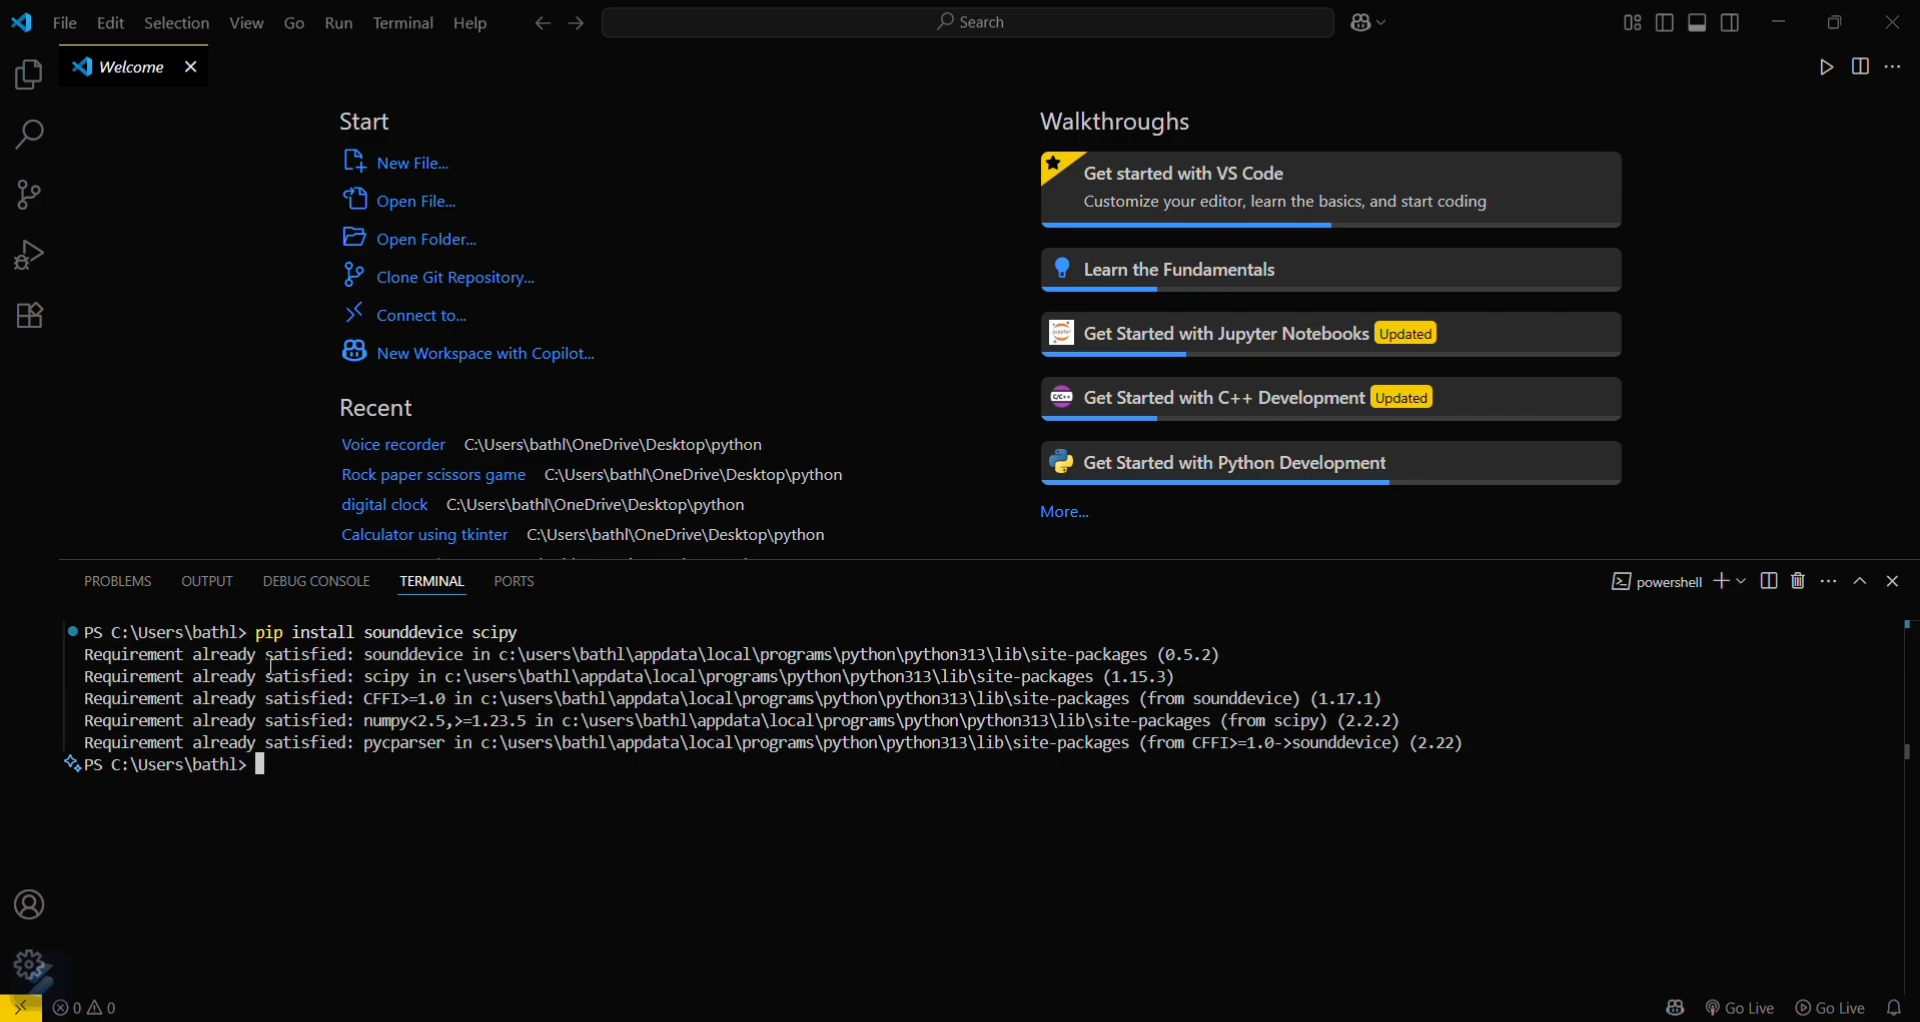 File Edit Selection View Go Run Terminal Help Search
Welcome
Start
New File...
Open File...
Open Folder...
Clone Git Repository...
Connect to...
New Workspace with Copilot...
Recent
Voice recorder C:\Users\bathl\OneDrive\Desktop\python
Rock paper scissors game C:\Users\bathl\OneDrive\Desktop\python
digital clock C:\Users\bathl\OneDrive\Desktop\python
Calculator using tkinter C:\Users\bathl\OneDrive\Desktop\python
Walkthroughs
Get started with VS Code
Customize your editor, learn the basics, and start coding
Learn the Fundamentals
Get Started with Jupyter Notebooks Updated
Get Started with C++ Development Updated
Get Started with Python Development
More...
PROBLEMS OUTPUT DEBUG CONSOLE TERMINAL PORTS powershell
PS C:\Users\bathl> pip install sounddevice scipy
Requirement already satisfied: sounddevice in c:\users\bathl\appdata\local\programs\python\python313\lib\site-packages (0.5.2)
Requirement already satisfied: scipy in c:\users\bathl\appdata\local\programs\python\python313\lib\site-packages (1.15.3)
Requirement already satisfied: CFFI>=1.0 in c:\users\bathl\appdata\local\programs\python\python313\lib\site-packages (from sounddevice) (1.17.1)
Requirement already satisfied: numpy<2.5,>=1.23.5 in c:\users\bathl\appdata\local\programs\python\python313\lib\site-packages (from scipy) (2.2.2)
Requirement already satisfied: pycparser in c:\users\bathl\appdata\local\programs\python\python313\lib\site-packages (from CFFI>=1.0->sounddevice) (2.22)
PS C:\Users\bathl>
0 0 Go Live Go Live